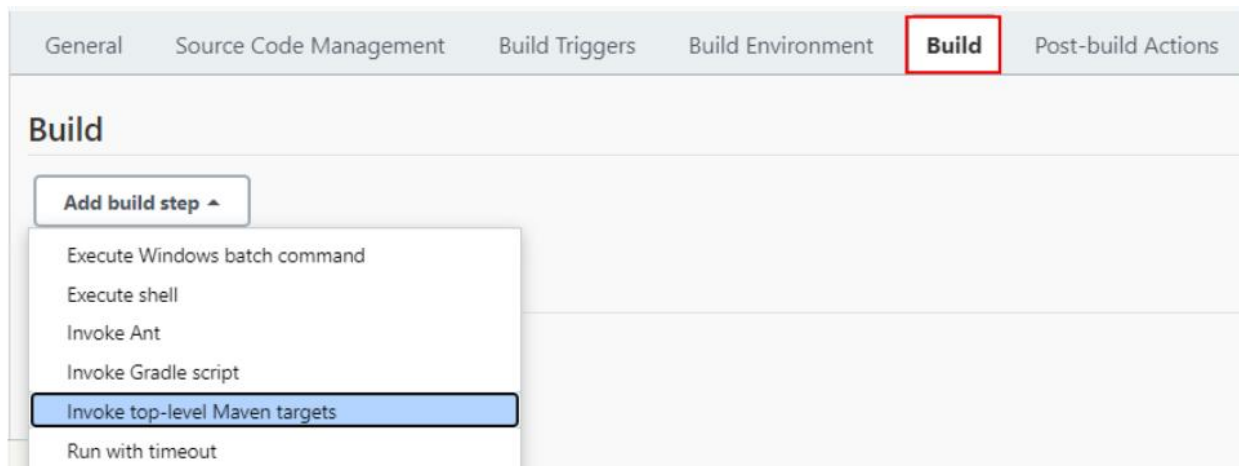 General Source Code Management Build Triggers Build Environment Build Post-build Actions
Build
Add build step
Execute Windows batch command
Execute shell
Invoke Ant
Invoke Gradle script
Invoke top-level Maven targets
Run with timeout